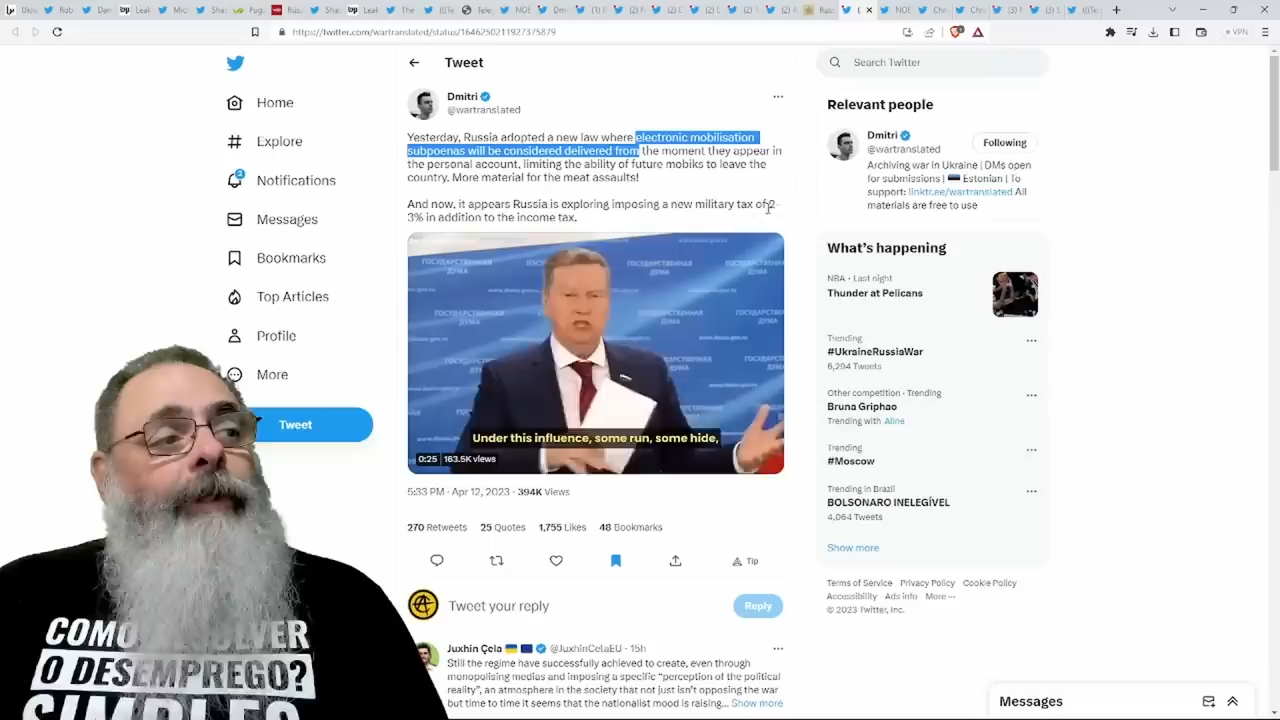 https://twitter.com/wartranslated/status/1646250211927375879
VPN
Home
Explore
2
Notifications
Messages
Bookmarks
Top Articles
Profile
More
Tweet
Tweet
Dmitri
@wartranslated
Yesterday, Russia adopted a new law where electronic mobilisation
subpoenas will be considered delivered from the moment they appear in
the personal account, limiting the ability of future mobiks to leave the
country. More material for the meat assaults!
And now, it appears Russia is exploring imposing a new military tax of 2-
3% in addition to the income tax.
ГОСУДАРСТВЕННАЯ
ДУМА
ГОСУДАРСТВЕННАЯ
ДУМА
Under this influence, some run, some hide,
0:25 163.5K views
5:33 PM · Apr 12, 2023 · 394K Views
270 Retweets 25 Quotes 1,755 Likes 48 Bookmarks
Tip
Tweet your reply
Reply
Juxhin Çela @JuxhinCelaEU · 15h
Still the regime have successfully achieved to create, even through
monopolising medias and imposing a specific "perception of the political
reality", an atmosphere in the society that not just isn't opposing the war
but time to time it seems that the nationalist mood is raising... Show more
Search Twitter
Relevant people
Dmitri
@wartranslated
Following
Archiving war in Ukraine | DMs open
for submissions | Estonian | To
support: linktr.ee/wartranslated All
materials are free to use
What's happening
NBA · Last night
Thunder at Pelicans
Trending
#UkraineRussiaWar
6,294 Tweets
Other competition · Trending
Bruna Griphao
Trending with Aline
Trending
#Moscow
Trending in Brazil
BOLSONARO INELEGÍVEL
4,064 Tweets
Show more
Terms of Service Privacy Policy Cookie Policy
Accessibility Ads info More ···
© 2023 Twitter, Inc.
Messages
O DESEMPREGO?